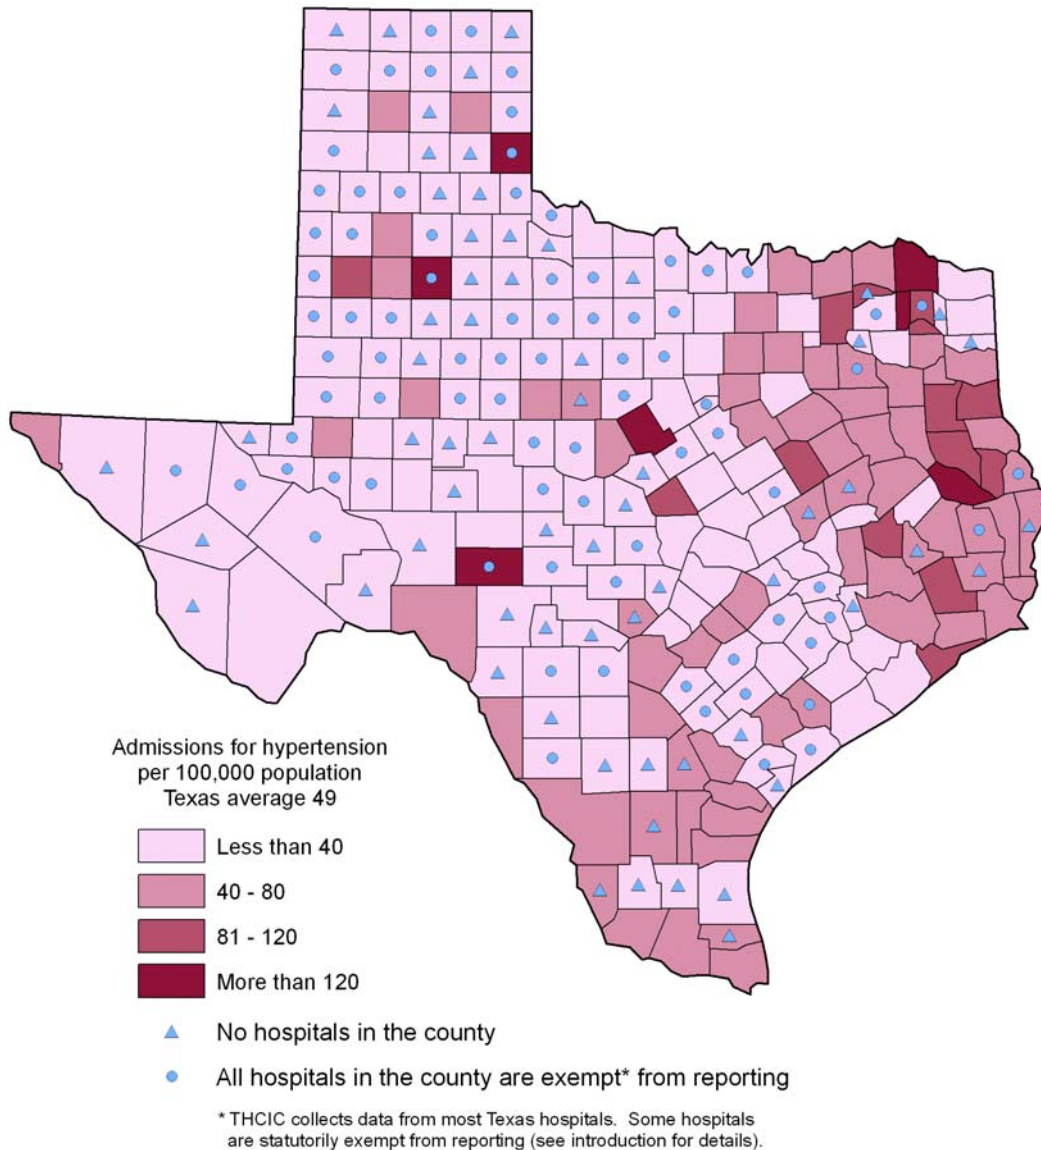 Admissions for hypertension
per 100,000 population
Texas average 49
Less than 40
40 - 80
81 - 120
More than 120
No hospitals in the county
All hospitals in the county are exempt* from reporting
* THCIC collects data from most Texas hospitals. Some hospitals
are statutorily exempt from reporting (see introduction for details).